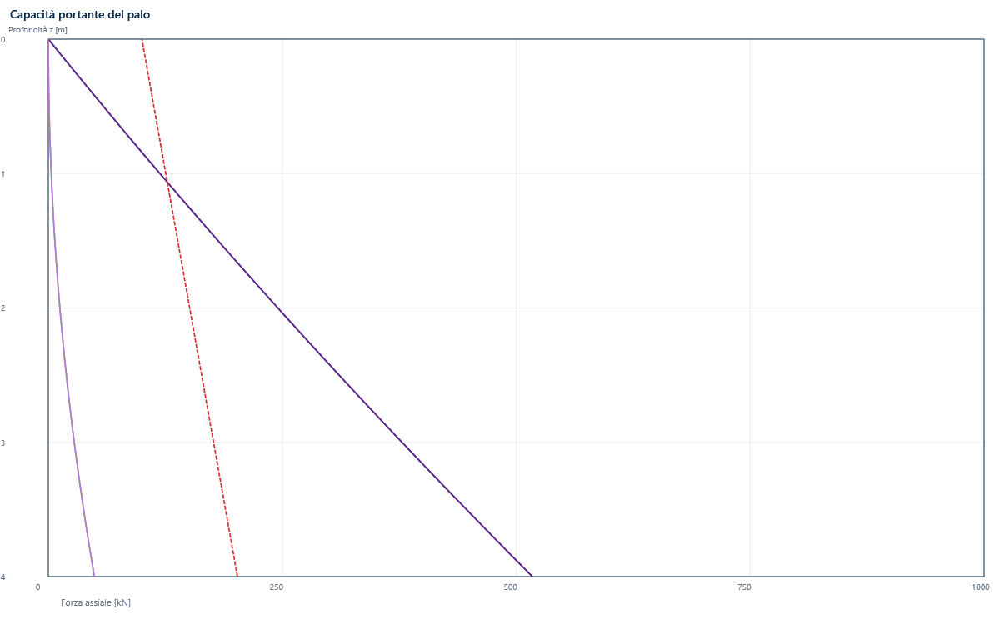 Capacità portante del palo
Profondità z [m]
0
1
2
3
4
0 250 500 750 1000
Forza assiale [kN]